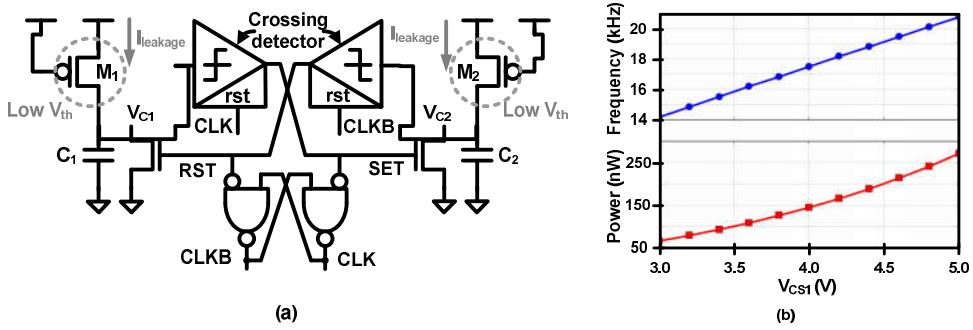 (a)
Crossing
detector
Ileakage
Ileakage
M1
M2
Low Vth
Low Vth
rst
rst
VC1
CLK
CLKB
VC2
C1
C2
RST
SET
CLKB
CLK
(a)
Frequency (kHz)
20
18
16
14
Power (nW)
250
150
50
3.0
3.5
4.0
4.5
5.0
VCS1 (V)
(b)